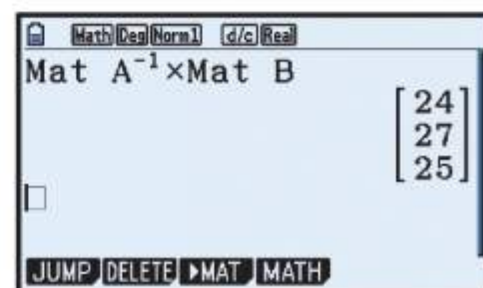 Math Deg Norm1 d/c Real
Mat A⁻¹×Mat B
[24
27
25]
JUMP DELETE ▶MAT MATH